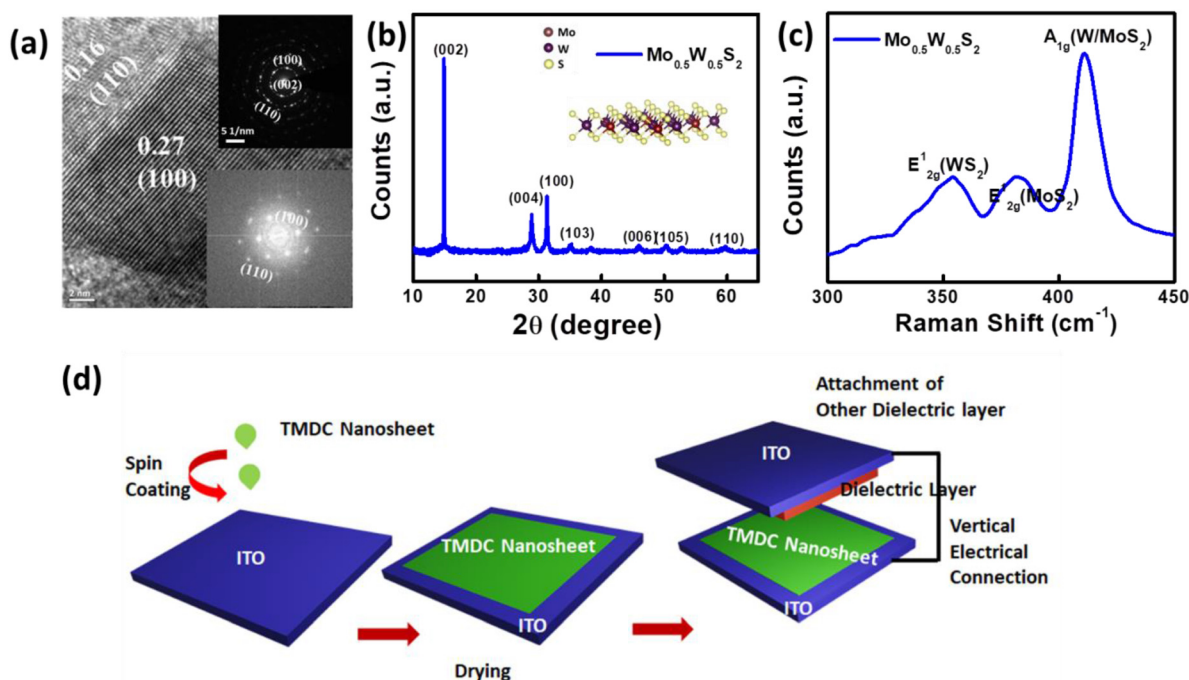 (a)
0.16
(110)
0.27
(100)
2 nm
(100)
(002)
(110)
5 1/nm
(100)
(110)
(b)
Mo
W
S
Mo0.5W0.5S2
(002)
(004)
(100)
(103)
(006)
(105)
(110)
Counts (a.u.)
10 20 30 40 50 60
2θ (degree)
(c)
Mo0.5W0.5S2
A1g(W/MoS2)
E12g(WS2)
E12g(MoS2)
Counts (a.u.)
300 350 400 450
Raman Shift (cm-1)
(d)
TMDC Nanosheet
Spin
Coating
ITO
TMDC Nanosheet
ITO
Drying
Attachment of
Other Dielectric layer
ITO
Dielectric Layer
TMDC Nanosheet
ITO
Vertical
Electrical
Connection